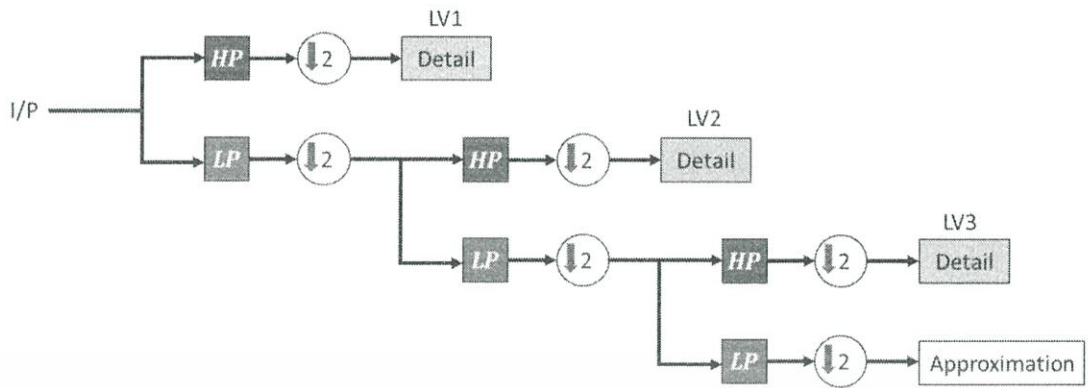 LV1
HP 2 Detail
I/P
LV2
LP 2 HP 2 Detail
LV3
LP 2 HP 2 Detail
LP 2 Approximation